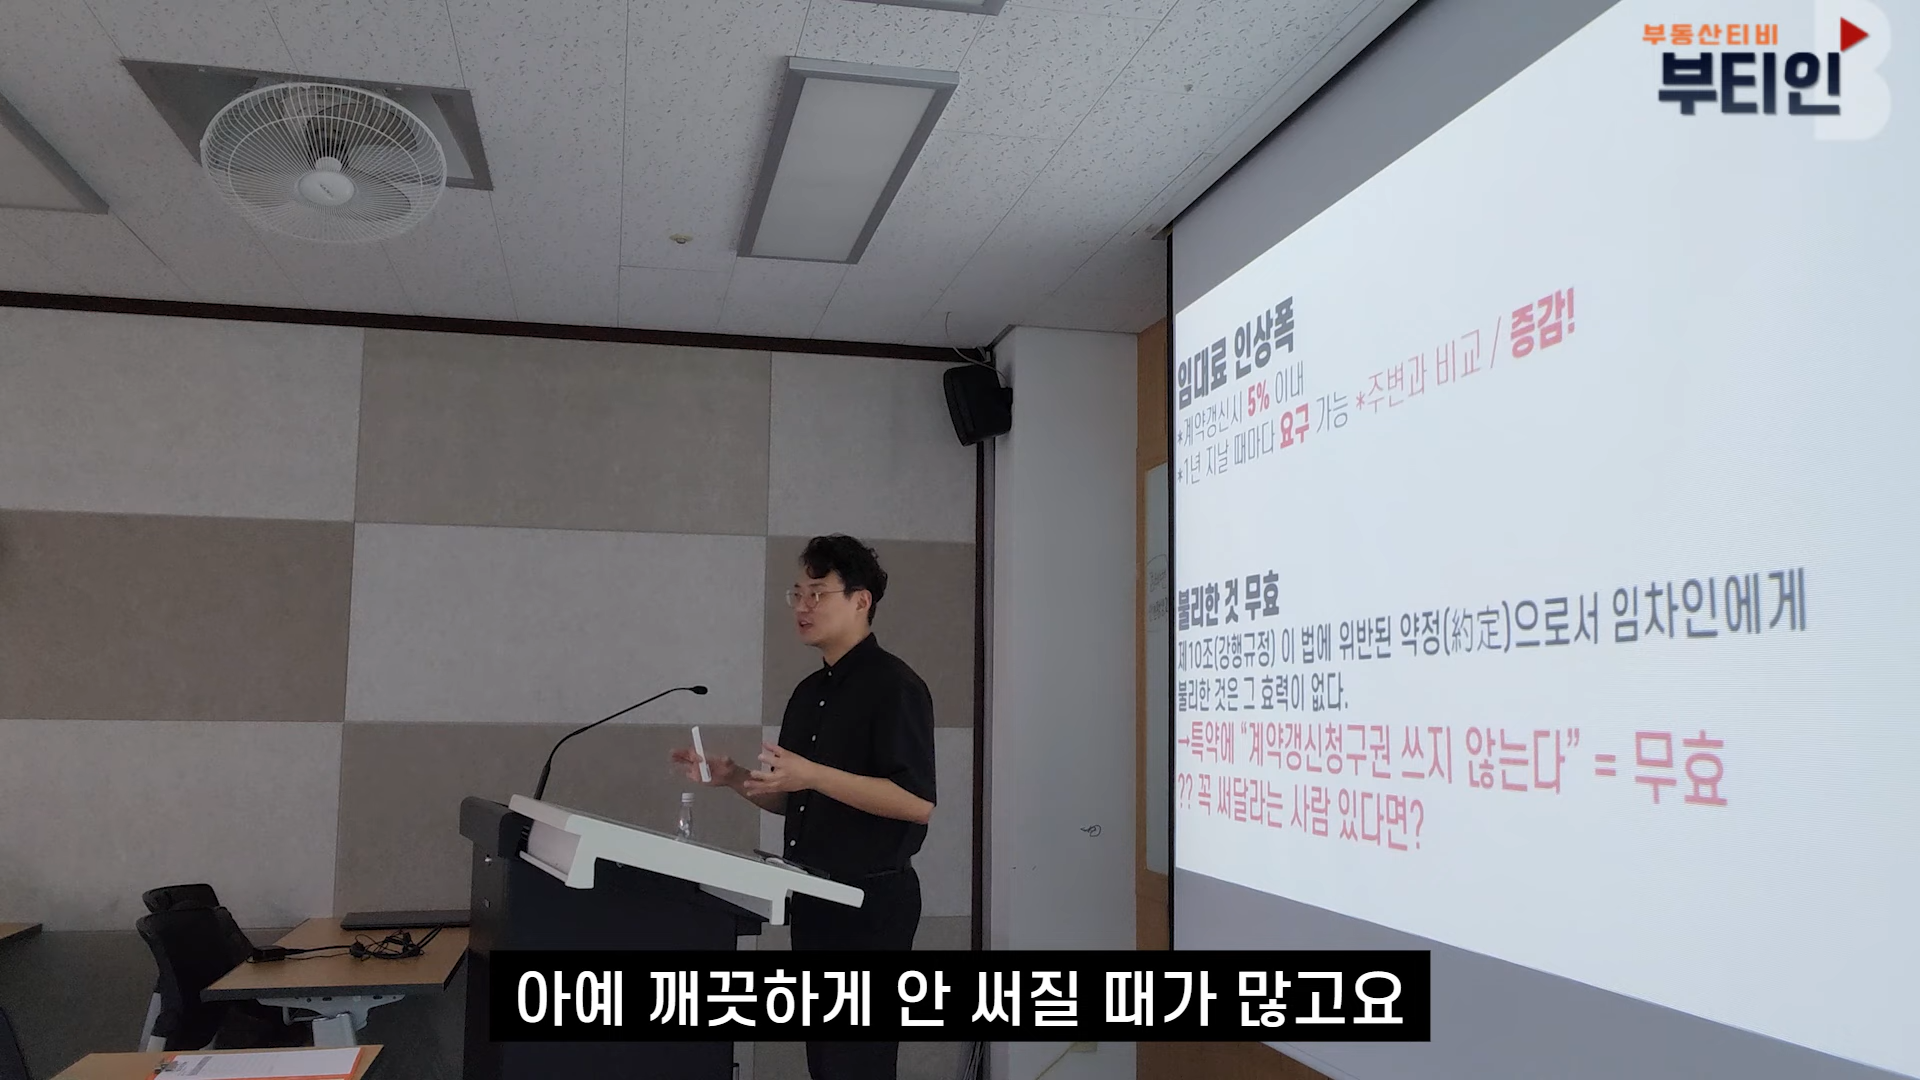 부동산티비
부티인
임대료 인상폭
*계약갱신시 5% 이내
*1년 지날 때마다 요구 가능 *주변과 비교 / 증감!
불리한 것 무효
제10조(강행규정) 이 법에 위반된 약정(約定)으로서 임차인에게
불리한 것은 그 효력이 없다.
→특약에 “계약갱신청구권 쓰지 않는다” = 무효
?? 꼭 써달라는 사람 있다면?
아예 깨끗하게 안 써질 때가 많고요